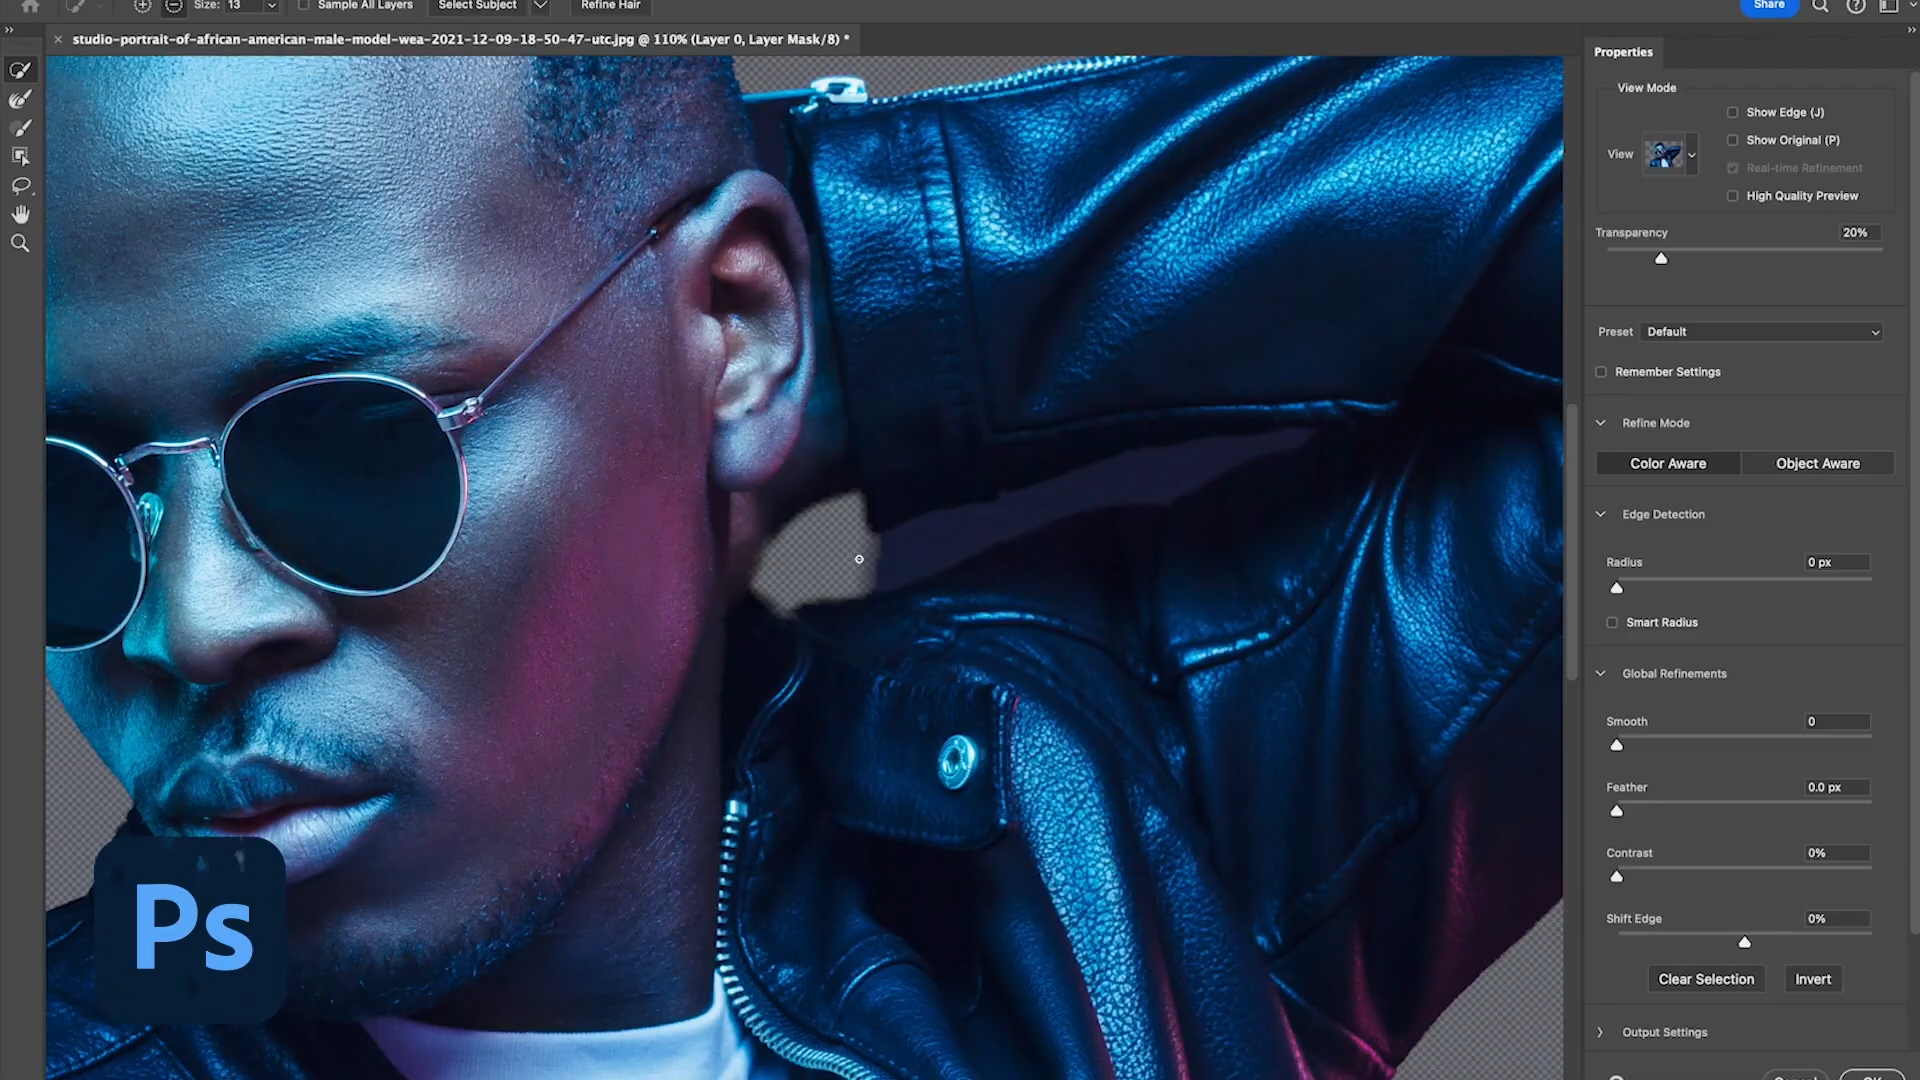 Size: 13 Sample All Layers Select Subject Refine Hair Share
studio-portrait-of-african-american-male-model-wea-2021-12-09-18-50-47-utc.jpg @ 110% (Layer 0, Layer Mask/8) *
Properties
View Mode
Show Edge (J)
Show Original (P)
View
Real-time Refinement
High Quality Preview
Transparency 20%
Preset Default
Remember Settings
Refine Mode
Color Aware Object Aware
Edge Detection
Radius 0 px
Smart Radius
Global Refinements
Smooth 0
Feather 0.0 px
Contrast 0%
Shift Edge 0%
Clear Selection Invert
Output Settings
Ps